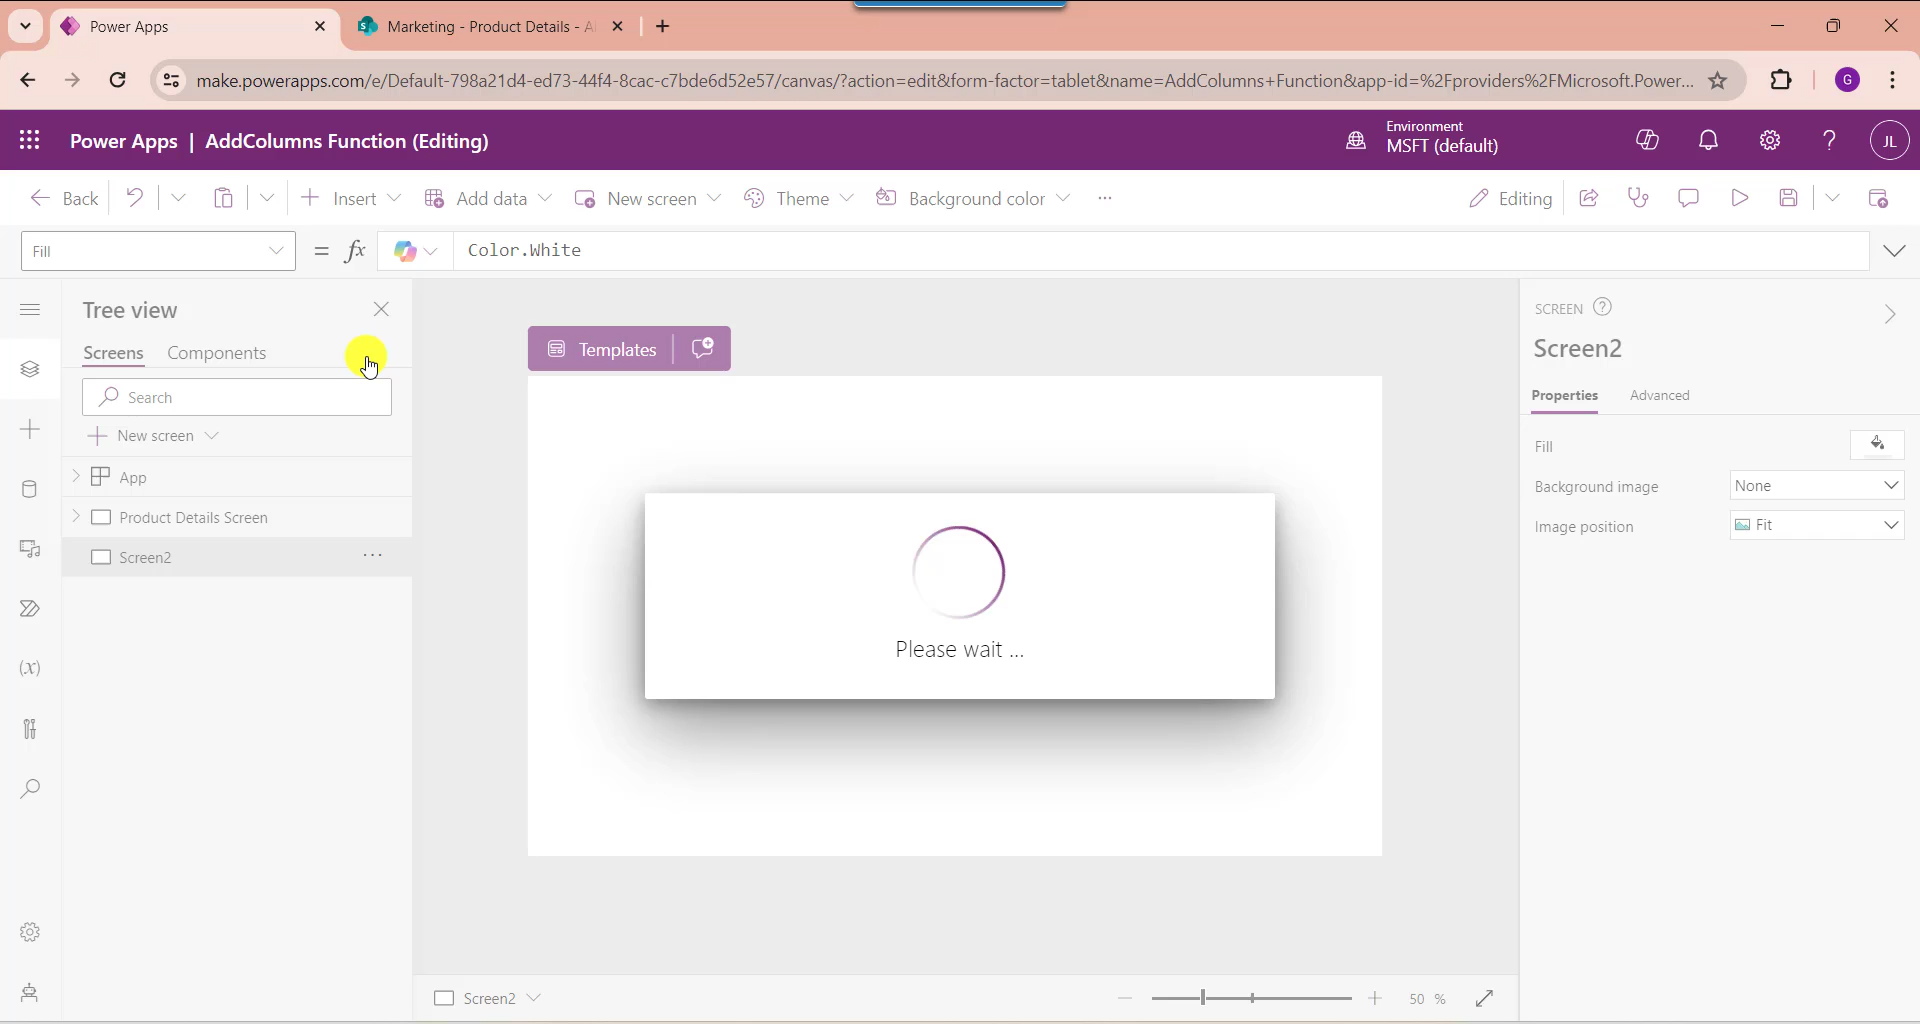 Power Apps
Marketing - Product Details -
make.powerapps.com/e/Default-798a21d4-ed73-44f4-8cac-c7bde6d52e57/canvas/?action=edit&form-factor=tablet&name=AddColumns+Function&app-id=%2Fproviders%2FMicrosoft.Power...
G
Power Apps | AddColumns Function (Editing)
Environment
MSFT (default)
JL
Back
Insert
Add data
New screen
Theme
Background color
...
Editing
Fill
= fx
Color.White
Tree view
Screens
Components
Search
New screen
App
Product Details Screen
Screen2
...
(x)
Templates
Please wait ...
Screen2
50 %
SCREEN
Screen2
Properties
Advanced
Fill
Background image
None
Image position
Fit